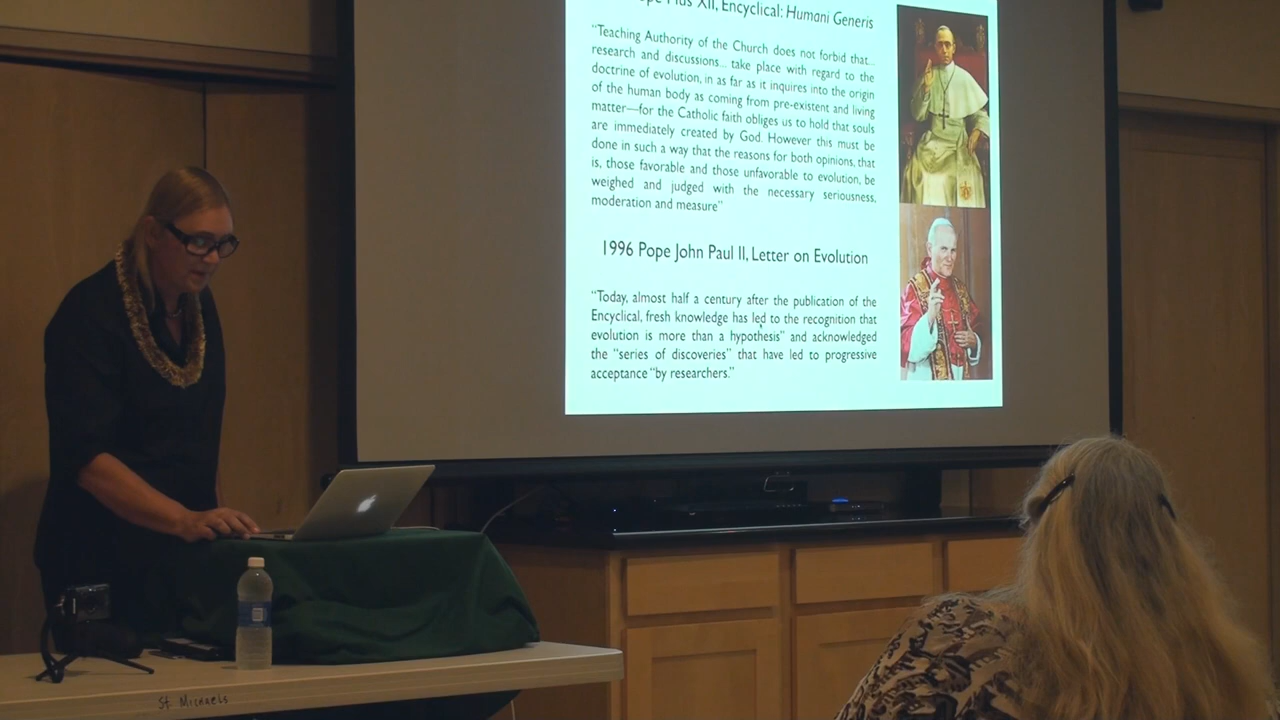 Pius XII, Encyclical: Humani Generis
"Teaching Authority of the Church does not forbid that...
research and discussions... take place with regard to the
doctrine of evolution, in as far as it inquires into the origin
of the human body as coming from pre-existent and living
matter—for the Catholic faith obliges us to hold that souls
are immediately created by God. However this must be
done in such a way that the reasons for both opinions, that
is, those favorable and those unfavorable to evolution, be
weighed and judged with the necessary seriousness,
moderation and measure"
1996 Pope John Paul II, Letter on Evolution
"Today, almost half a century after the publication of the
Encyclical, fresh knowledge has led to the recognition that
evolution is more than a hypothesis" and acknowledged
the "series of discoveries" that have led to progressive
acceptance "by researchers."
St. Michaels